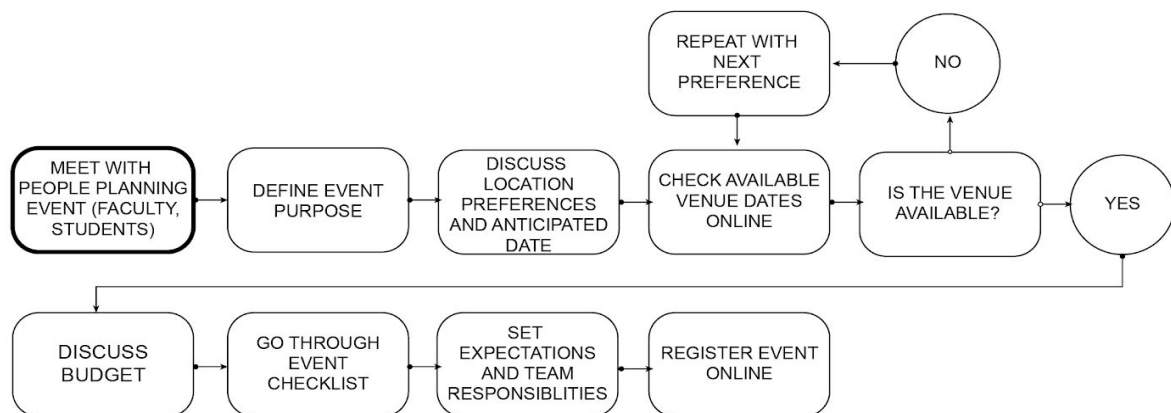 REPEAT WITH
NEXT
PREFERENCE
NO
MEET WITH
PEOPLE PLANNING
EVENT (FACULTY,
STUDENTS)
DEFINE EVENT
PURPOSE
DISCUSS
LOCATION
PREFERENCES
AND ANTICIPATED
DATE
CHECK AVAILABLE
VENUE DATES
ONLINE
IS THE VENUE
AVAILABLE?
YES
DISCUSS
BUDGET
GO THROUGH
EVENT
CHECKLIST
SET
EXPECTATIONS
AND TEAM
RESPONSIBLITIES
REGISTER EVENT
ONLINE